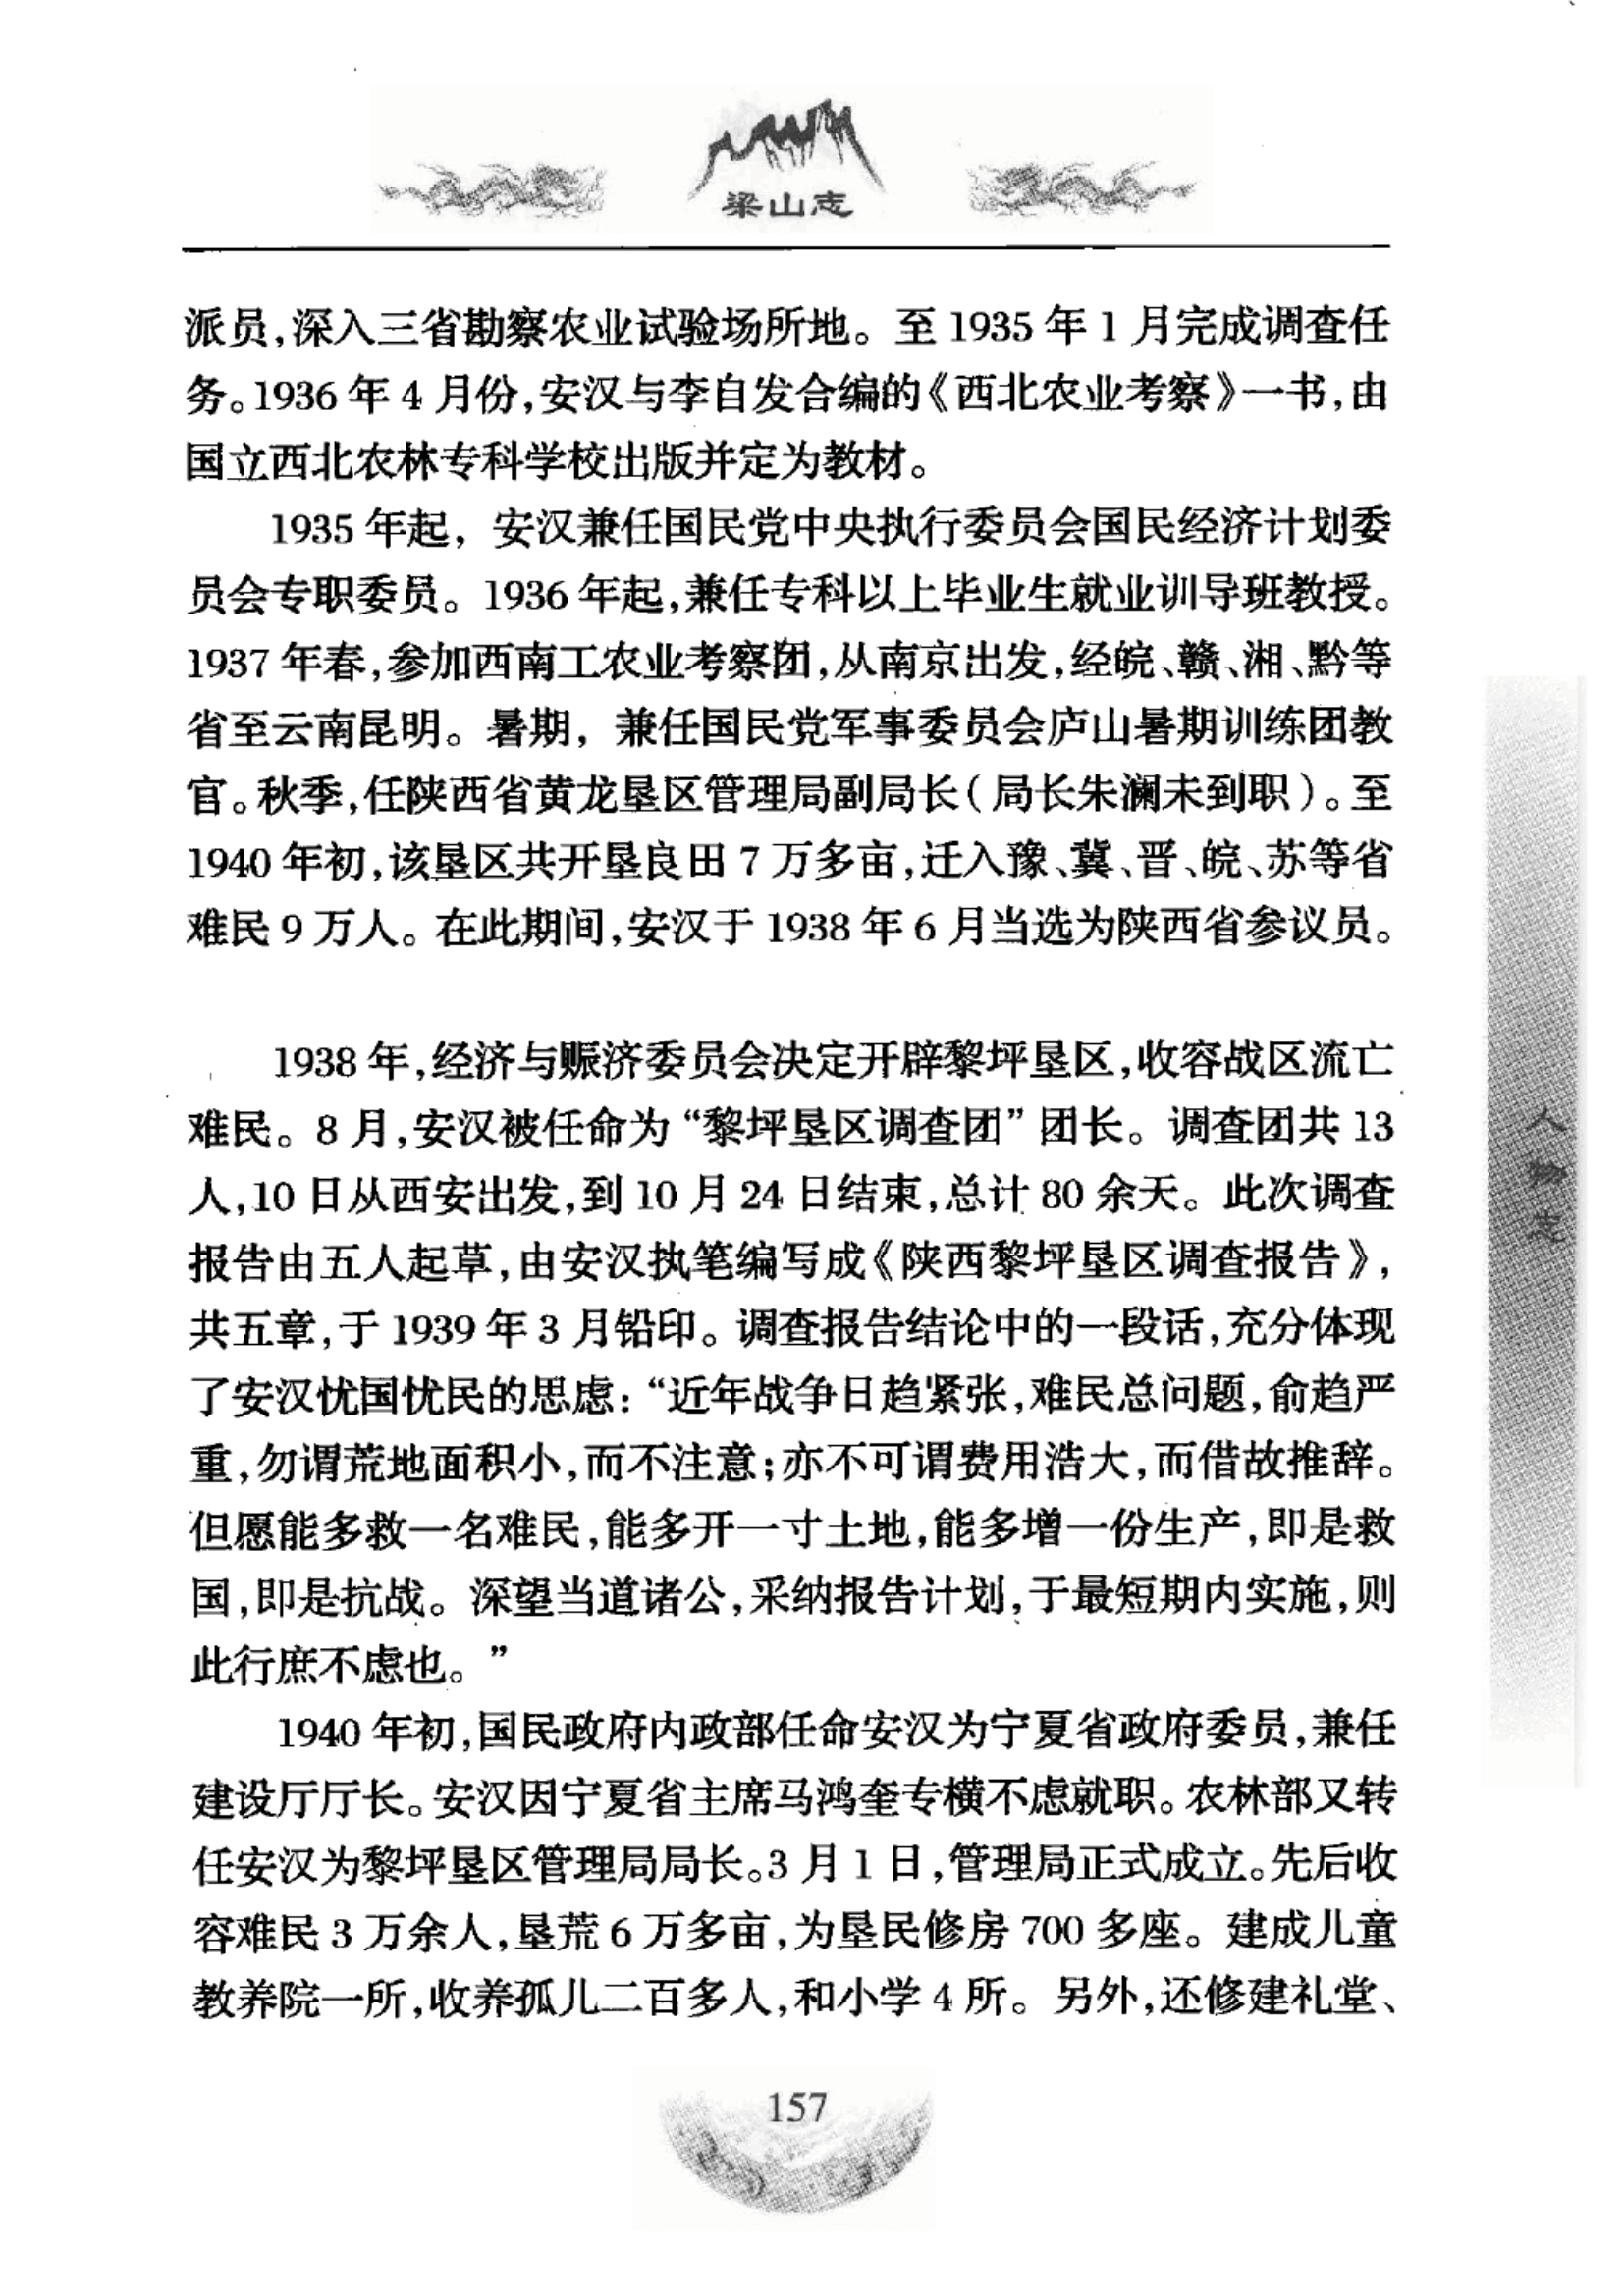 梁山志
派员,深入三省勘察农业试验场所地。至 1935 年 1 月完成调查任
务。1936 年 4 月份,安汉与李自发合编的《西北农业考察》一书,由
国立西北农林专科学校出版并定为教材。
1935 年起，安汉兼任国民党中央执行委员会国民经济计划委
员会专职委员。1936 年起,兼任专科以上毕业生就业训导班教授。
1937 年春,参加西南工农业考察团,从南京出发,经皖、赣、湘、黔等
省至云南昆明。暑期，兼任国民党军事委员会庐山暑期训练团教
官。秋季,任陕西省黄龙垦区管理局副局长(局长朱澜未到职)。至
1940 年初,该垦区共开垦良田 7 万多亩,迁入豫、冀、晋、皖、苏等省
难民 9 万人。在此期间,安汉于 1938 年 6 月当选为陕西省参议员。
1938 年,经济与赈济委员会决定开辟黎坪垦区,收容战区流亡
难民。8 月,安汉被任命为“黎坪垦区调查团”团长。调查团共 13
人,10 日从西安出发,到 10 月 24 日结束,总计 80 余天。此次调查
报告由五人起草,由安汉执笔编写成《陕西黎坪垦区调查报告》,
共五章,于 1939 年 3 月铅印。调查报告结论中的一段话,充分体现
了安汉忧国忧民的思虑：“近年战争日趋紧张,难民总问题,俞趋严
重,勿谓荒地面积小,而不注意;亦不可谓费用浩大,而借故推辞。
但愿能多救一名难民,能多开一寸土地,能多增一份生产,即是救
国,即是抗战。深望当道诸公,采纳报告计划,于最短期内实施,则
此行庶不虑也。”
1940 年初,国民政府内政部任命安汉为宁夏省政府委员,兼任
建设厅厅长。安汉因宁夏省主席马鸿奎专横不虑就职。农林部又转
任安汉为黎坪垦区管理局局长。3 月 1 日,管理局正式成立。先后收
容难民 3 万余人,垦荒 6 万多亩,为垦民修房 700 多座。建成儿童
教养院一所,收养孤儿二百多人,和小学 4 所。另外,还修建礼堂、
人物志
157